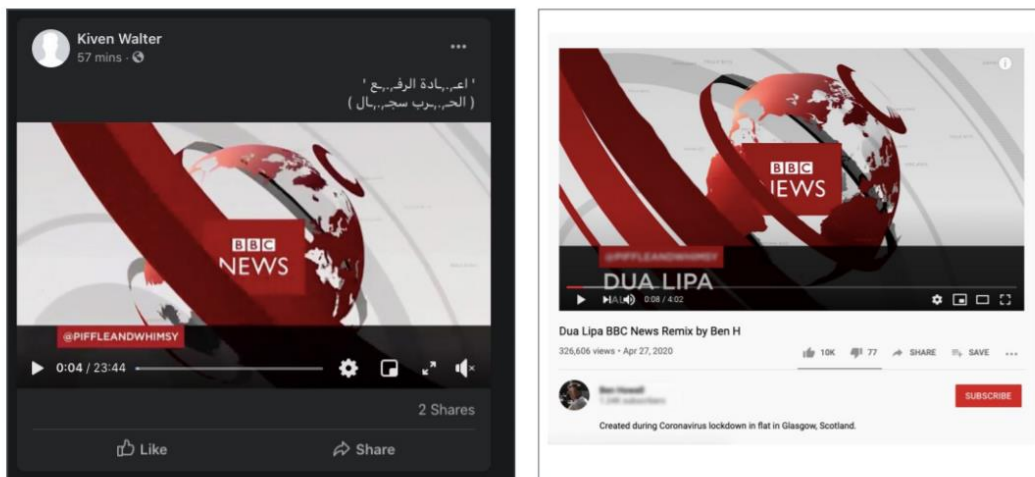 Kiven Walter
57 mins ·
' اعـ.ـادة الرفـ.ـع '
( الحـ.ـرب سجـ.ـال )
BBC
NEWS
@PIFFLEANDWHIMSY
0:04 / 23:44
2 Shares
Like
Share
BBC
NEWS
DUA LIPA
0:08 / 4:02
Dua Lipa BBC News Remix by Ben H
326,606 views • Apr 27, 2020
10K
77
SHARE
SAVE
SUBSCRIBE
Created during Coronavirus lockdown in flat in Glasgow, Scotland.